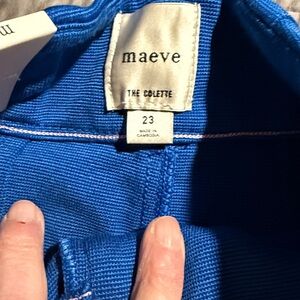 maeve
THE COLETTE
23
MADE IN
CAMBODIA